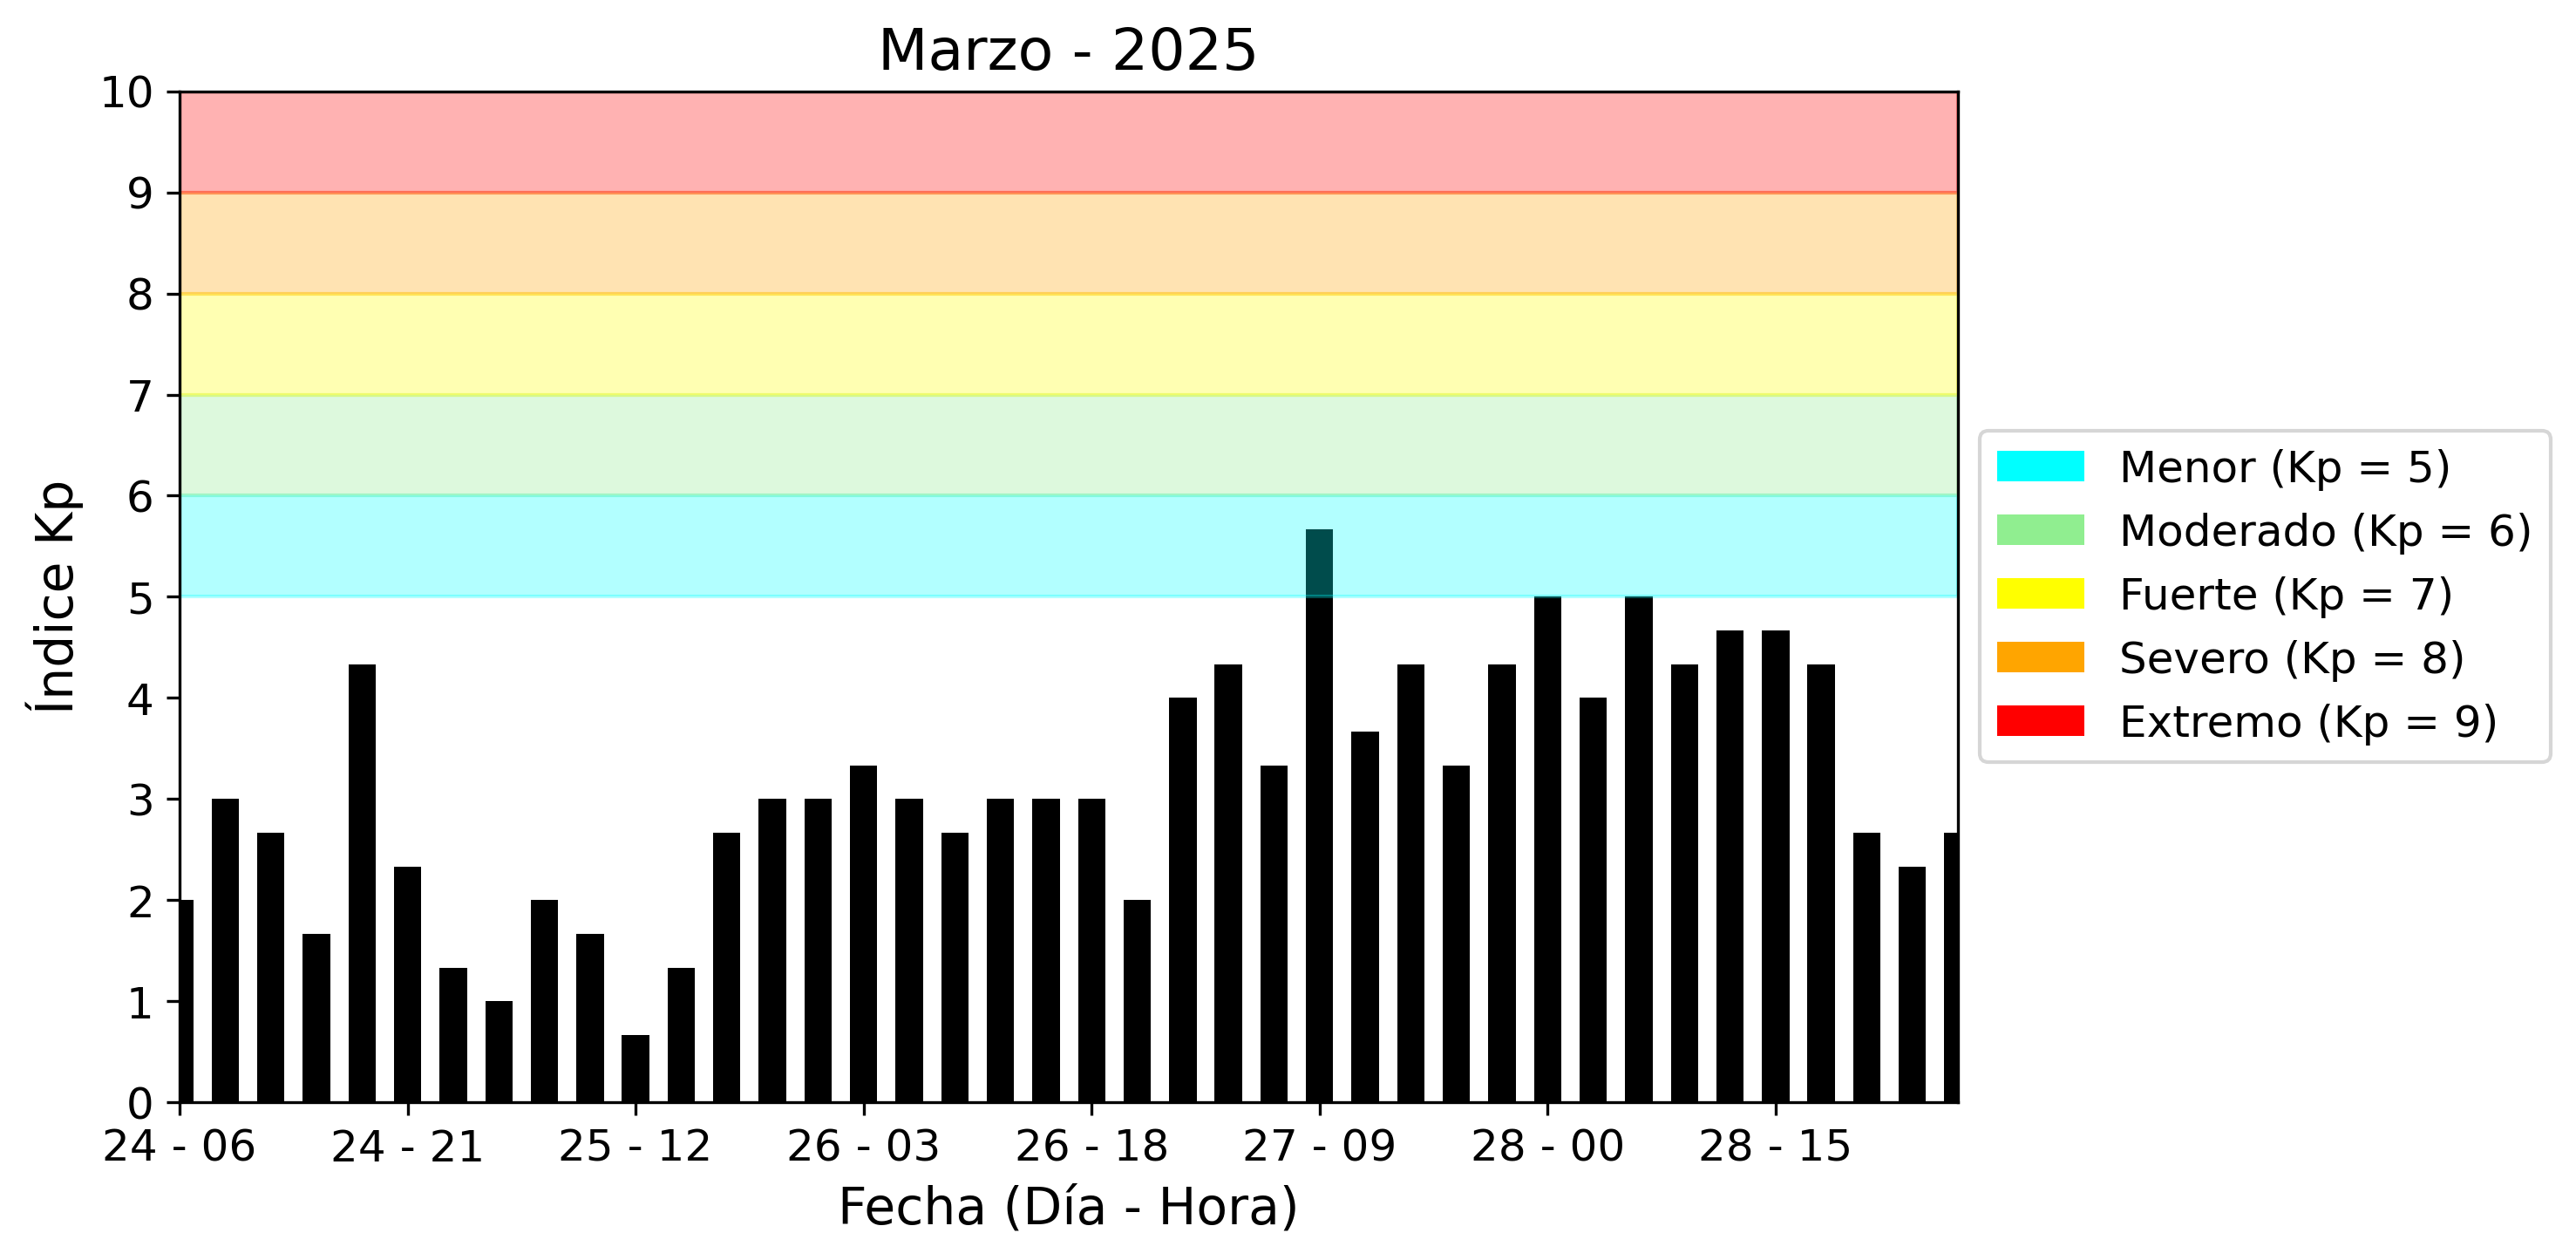 Marzo - 2025
10
9
8
7
6
5
4
3
2
1
0
Índice Kp
24 - 06
24 - 21
25 - 12
26 - 03
26 - 18
27 - 09
28 - 00
28 - 15
Fecha (Día - Hora)
Menor (Kp = 5)
Moderado (Kp = 6)
Fuerte (Kp = 7)
Severo (Kp = 8)
Extremo (Kp = 9)